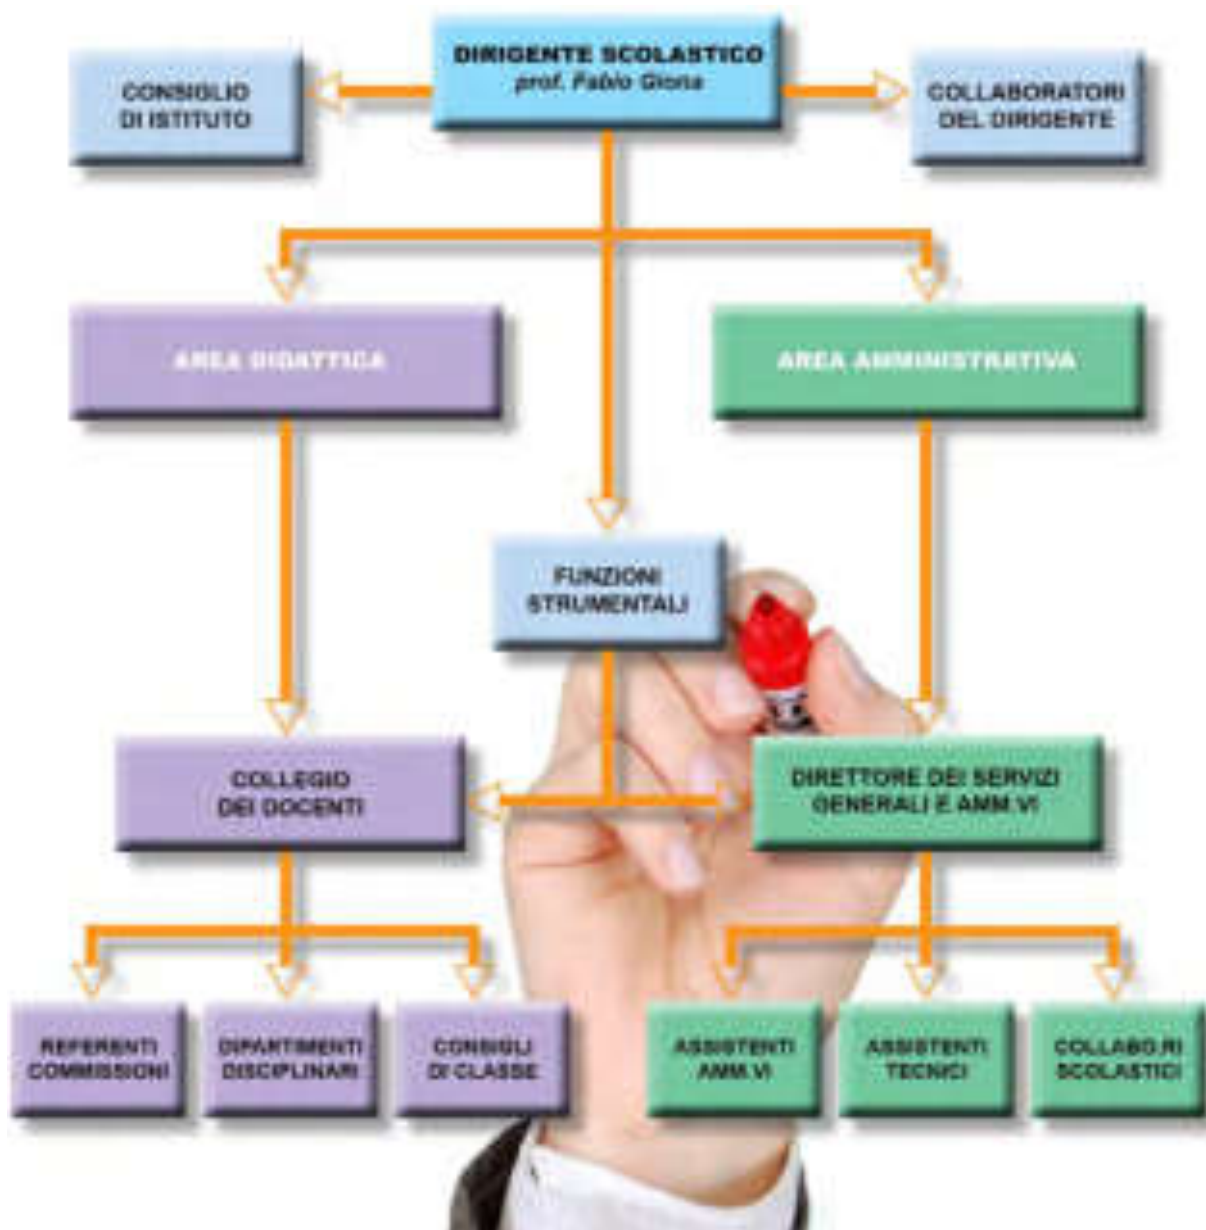 DIRIGENTE SCOLASTICO
prof. Fabio Giona
CONSIGLIO
DI ISTITUTO
COLLABORATORI
DEL DIRIGENTE
AREA DIDATTICA
AREA AMMINISTRATIVA
FUNZIONI
STRUMENTALI
COLLEGIO
DEI DOCENTI
DIRETTORE DEI SERVIZI
GENERALI E AMM.VI
REFERENTI
COMMISSIONI
DIPARTIMENTI
DISCIPLINARI
CONSIGLI
DI CLASSE
ASSISTENTI
AMM.VI
ASSISTENTI
TECNICI
COLLABO.RI
SCOLASTICI